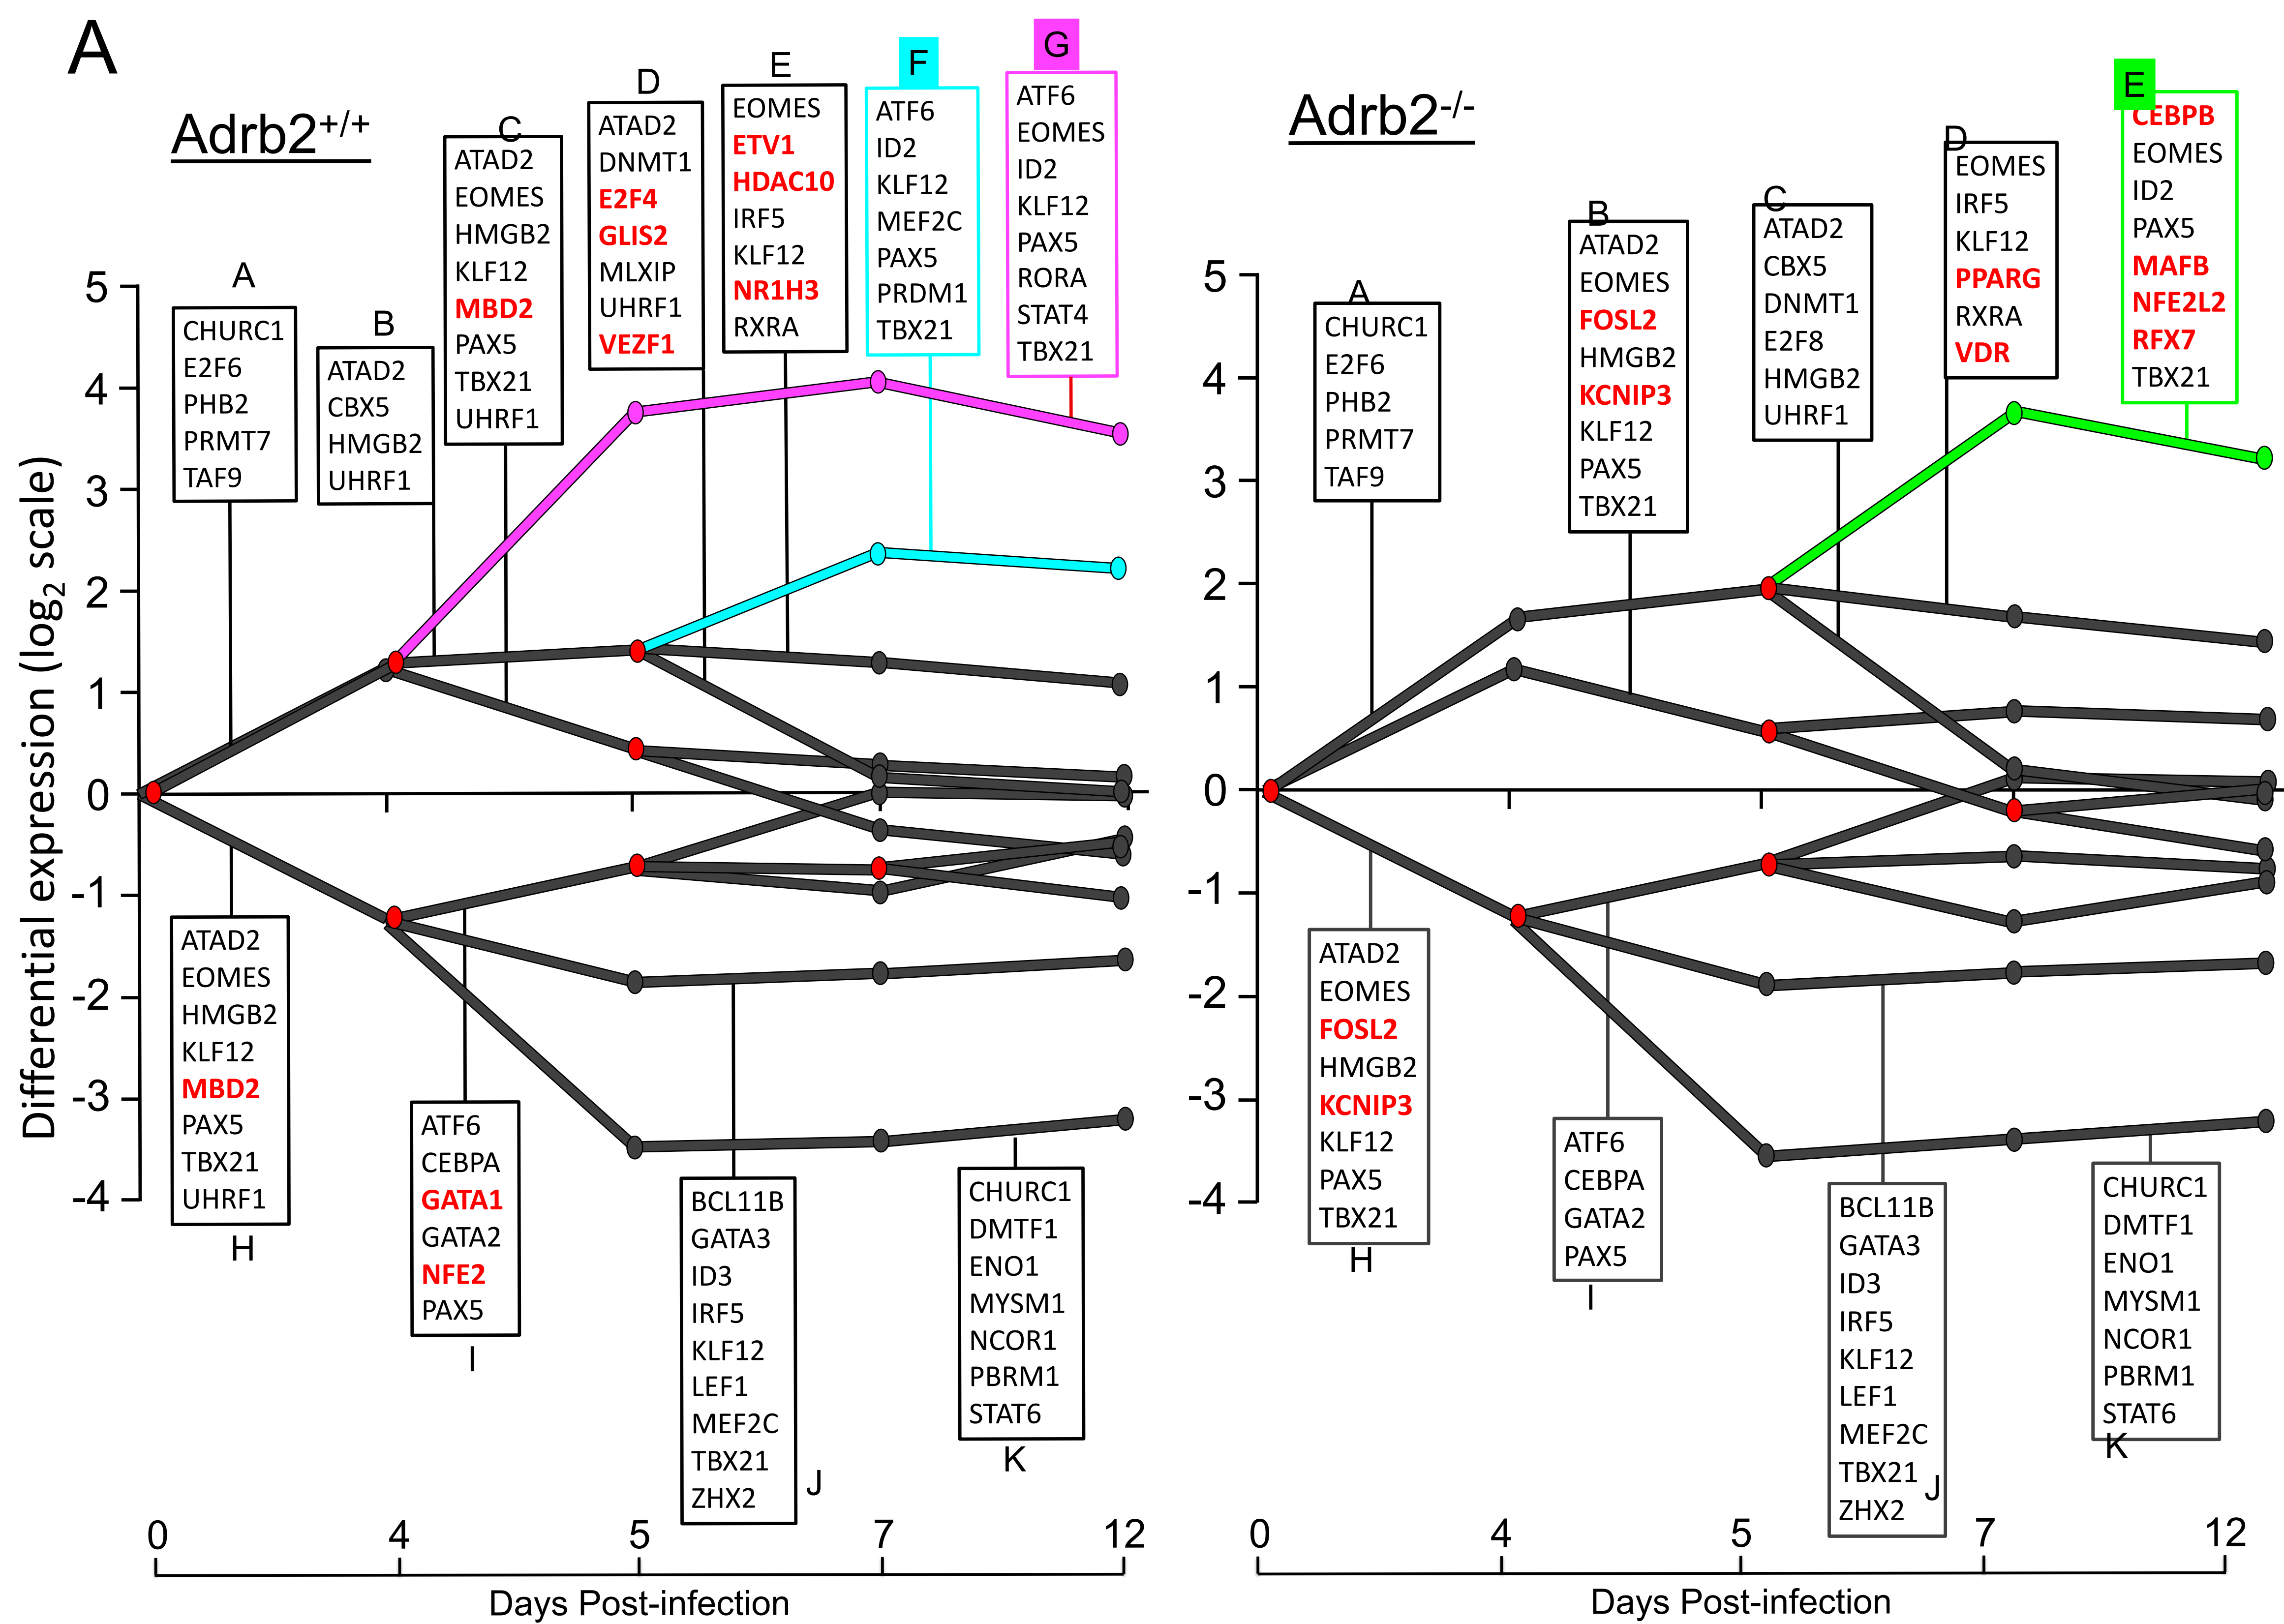 A
Adrb2+/+
A
CHURC1
E2F6
PHB2
PRMT7
TAF9
B
ATAD2
CBX5
HMGB2
UHRF1
C
ATAD2
EOMES
HMGB2
KLF12
MBD2
PAX5
TBX21
UHRF1
D
ATAD2
DNMT1
E2F4
GLIS2
MLXIP
UHRF1
VEZF1
E
EOMES
ETV1
HDAC10
IRF5
KLF12
NR1H3
RXRA
F
ATF6
ID2
KLF12
MEF2C
PAX5
PRDM1
TBX21
G
ATF6
EOMES
ID2
KLF12
PAX5
RORA
STAT4
TBX21
Differential expression (log2 scale)
5
4
3
2
1
0
-1
-2
-3
-4
ATAD2
EOMES
HMGB2
KLF12
MBD2
PAX5
TBX21
UHRF1
H
ATF6
CEBPA
GATA1
GATA2
NFE2
PAX5
I
BCL11B
GATA3
ID3
IRF5
KLF12
LEF1
MEF2C
TBX21
ZHX2
J
CHURC1
DMTF1
ENO1
MYSM1
NCOR1
PBRM1
STAT6
K
0 4 5 7 12
Days Post-infection
Adrb2-/-
A
CHURC1
E2F6
PHB2
PRMT7
TAF9
B
ATAD2
EOMES
FOSL2
HMGB2
KCNIP3
KLF12
PAX5
TBX21
C
ATAD2
CBX5
DNMT1
E2F8
HMGB2
UHRF1
D
EOMES
IRF5
KLF12
PPARG
RXRA
VDR
E
CEBPB
EOMES
ID2
PAX5
MAFB
NFE2L2
RFX7
TBX21
5
4
3
2
1
0
-1
-2
-3
-4
ATAD2
EOMES
FOSL2
HMGB2
KCNIP3
KLF12
PAX5
TBX21
H
ATF6
CEBPA
GATA2
PAX5
I
BCL11B
GATA3
ID3
IRF5
KLF12
LEF1
MEF2C
TBX21
ZHX2
J
CHURC1
DMTF1
ENO1
MYSM1
NCOR1
PBRM1
STAT6
K
0 4 5 7 12
Days Post-infection